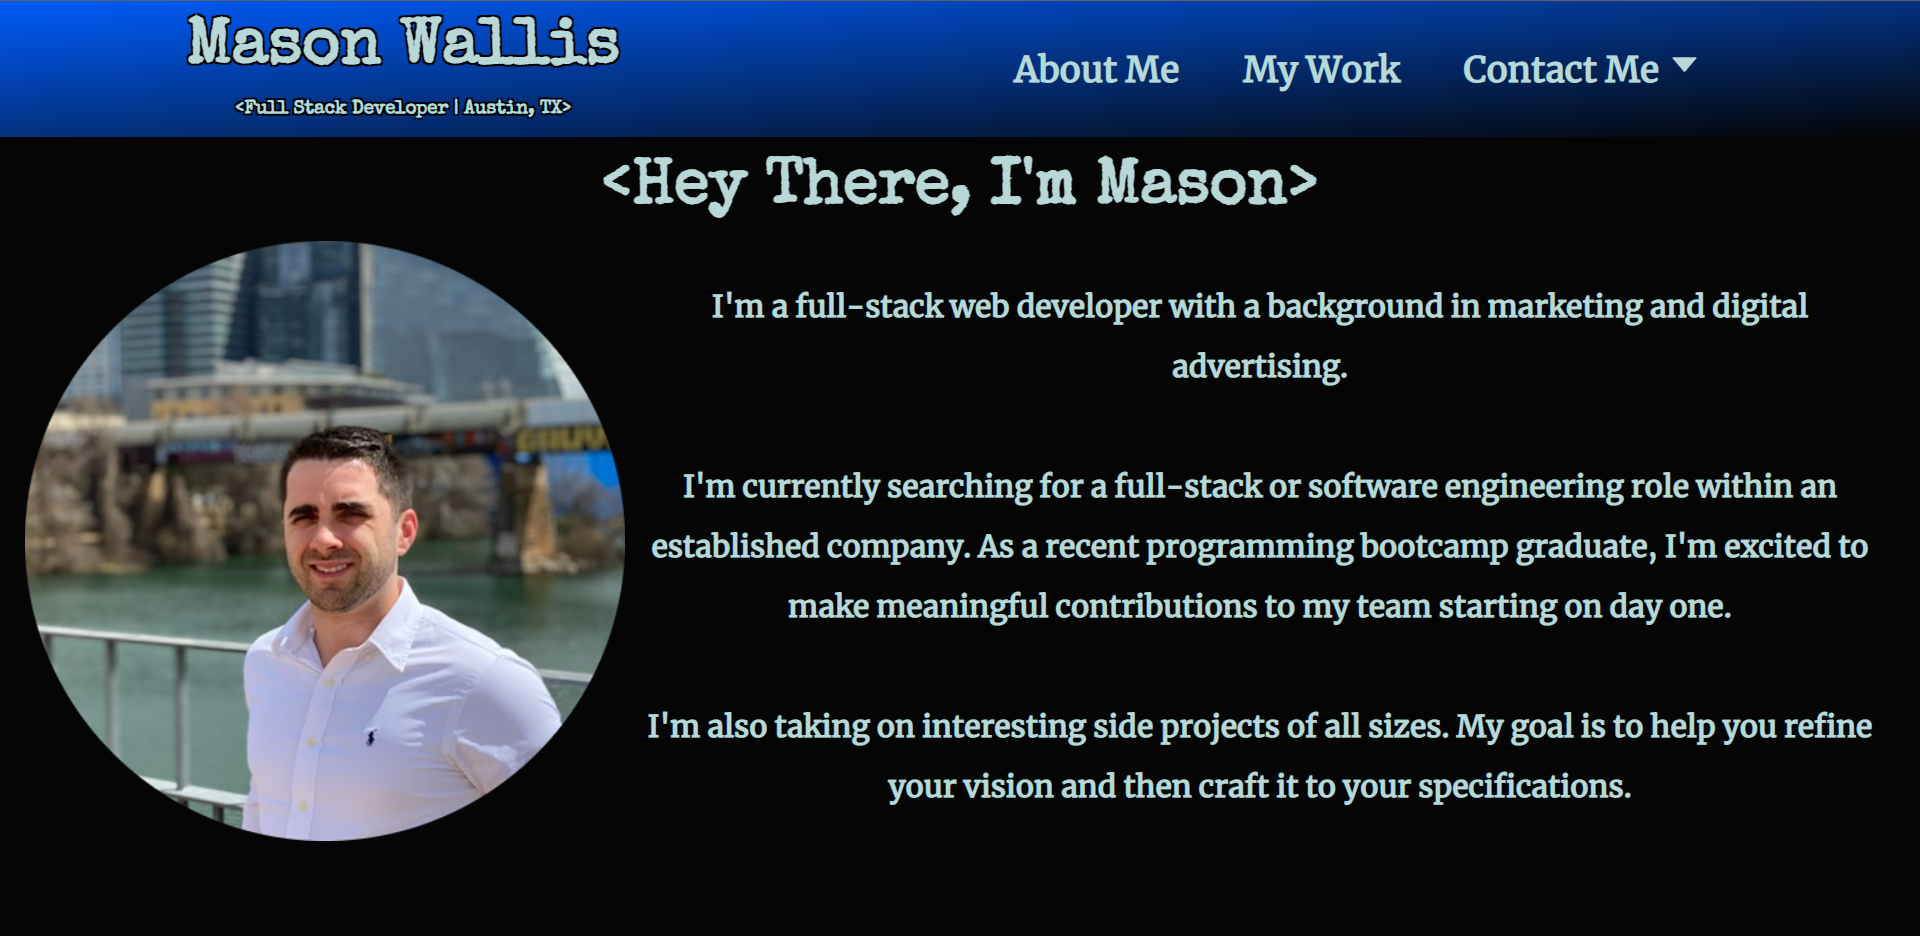 Mason Wallis
<Full Stack Developer | Austin, TX>
About Me My Work Contact Me
<Hey There, I'm Mason>
I'm a full-stack web developer with a background in marketing and digital
advertising.
I'm currently searching for a full-stack or software engineering role within an
established company. As a recent programming bootcamp graduate, I'm excited to
make meaningful contributions to my team starting on day one.
I'm also taking on interesting side projects of all sizes. My goal is to help you refine
your vision and then craft it to your specifications.